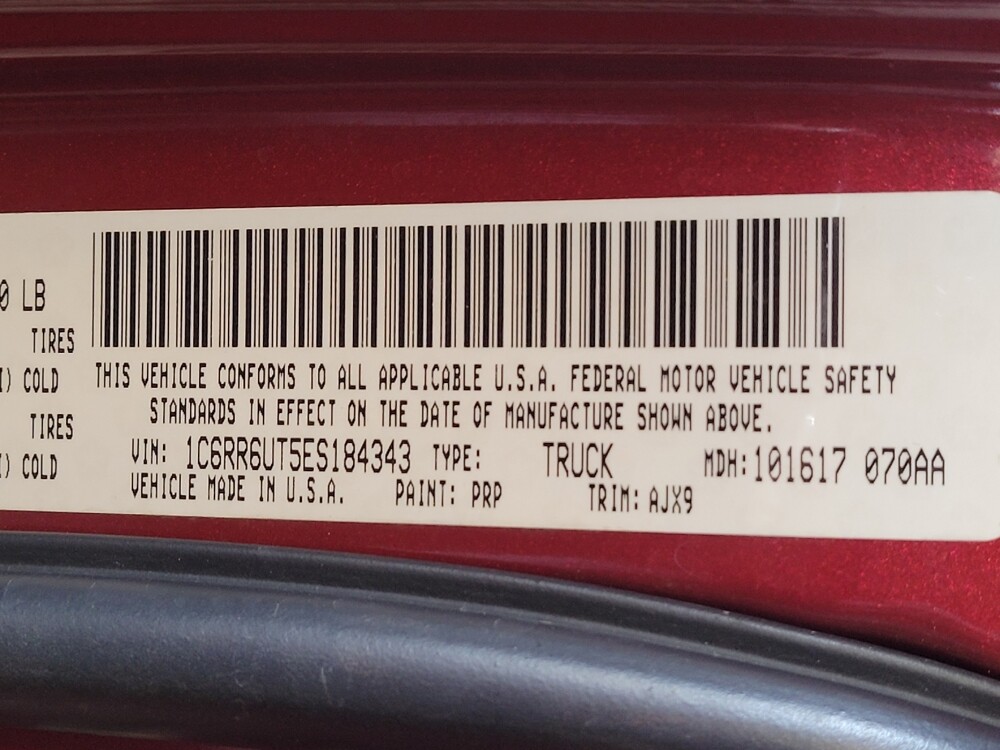 0 LB
TIRES
) COLD
TIRES
) COLD
THIS VEHICLE CONFORMS TO ALL APPLICABLE U.S.A. FEDERAL MOTOR VEHICLE SAFETY
STANDARDS IN EFFECT ON THE DATE OF MANUFACTURE SHOWN ABOVE.
VIN: 1C6RR6UT5ES184343 TYPE: TRUCK MDH:101617 070AA
VEHICLE MADE IN U.S.A. PAINT: PRP TRIM: AJX9